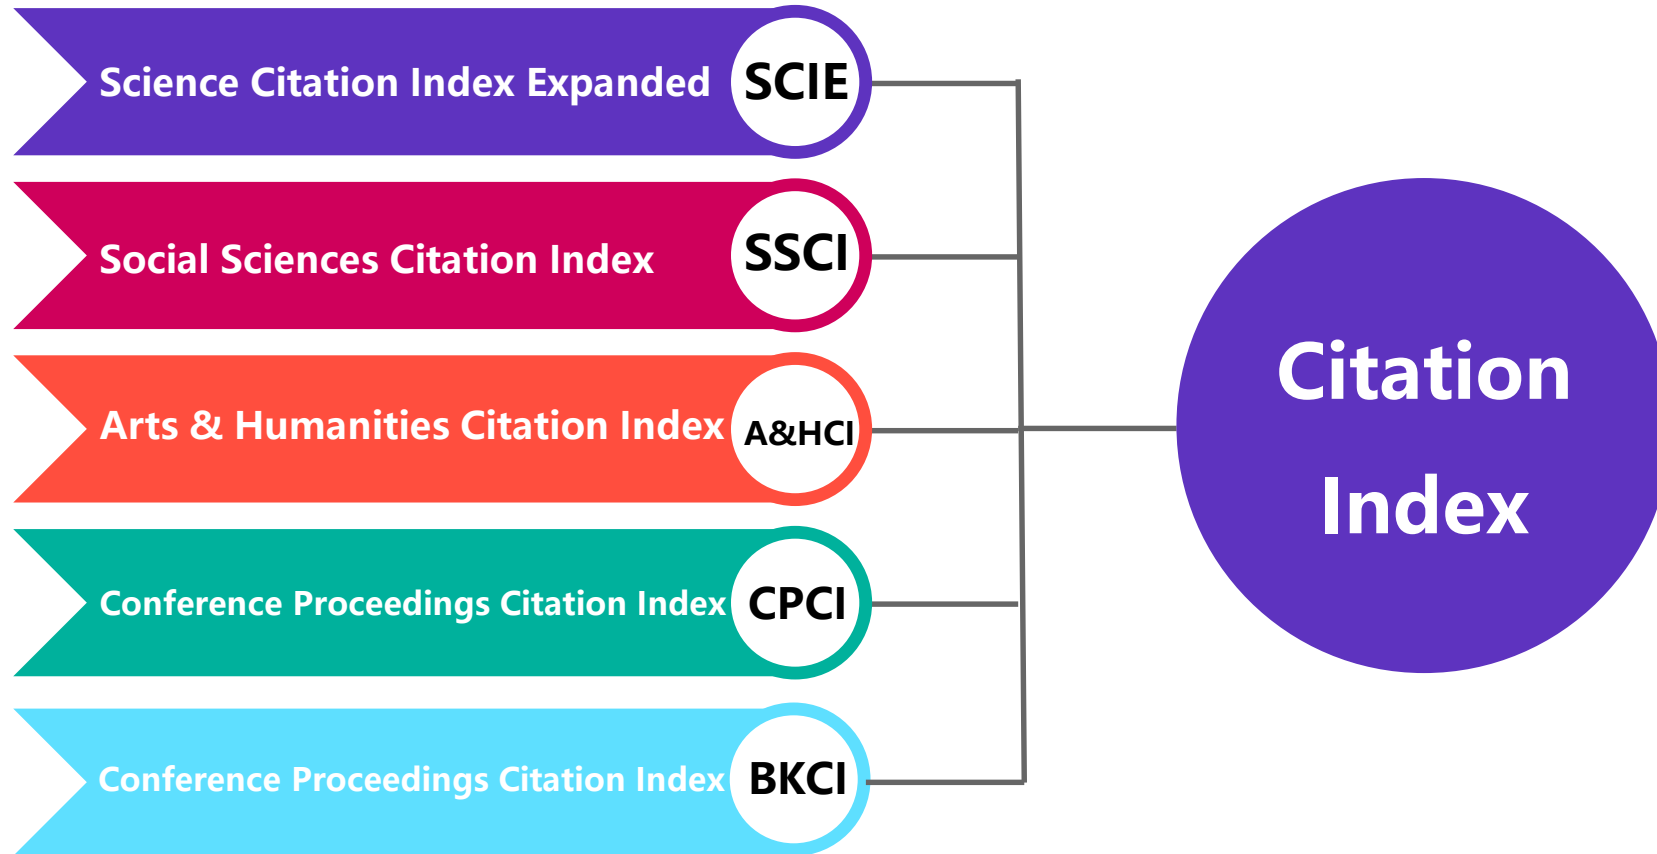 Science Citation Index Expanded SCIE
Social Sciences Citation Index SSCI
Arts & Humanities Citation Index A&HCI
Conference Proceedings Citation Index CPCI
Conference Proceedings Citation Index BKCI
Citation
Index